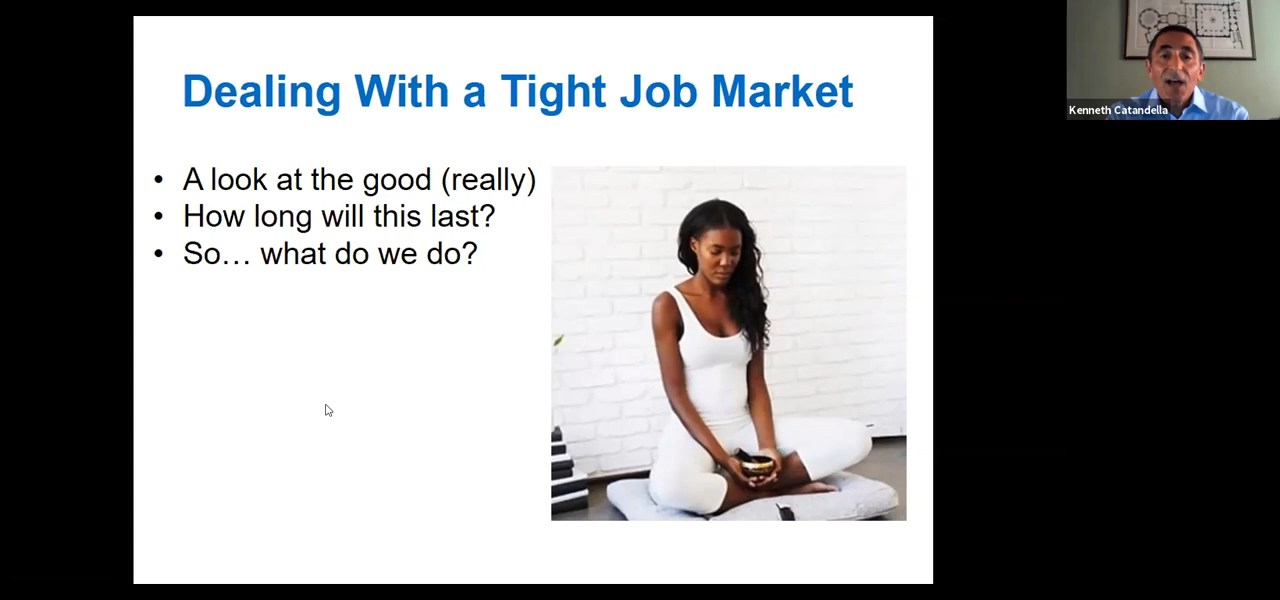 Dealing With a Tight Job Market
• A look at the good (really)
• How long will this last?
• So… what do we do?
Kenneth Catandella